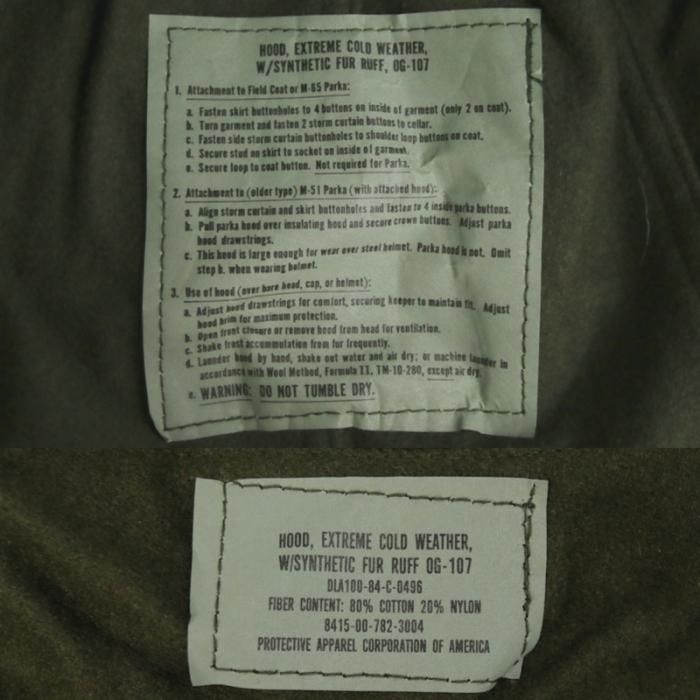 HOOD, EXTREME COLD WEATHER,
W/SYNTHETIC FUR RUFF, OG-107
1. Attachment to Field Coat or M-65 Parka:
a. Fasten skirt buttonholes to 4 buttons on inside of garment (only 2 on coat).
b. Turn garment and fasten 2 storm curtain buttons to collar.
c. Fasten side storm curtain buttonholes to shoulder loop buttons on coat.
d. Secure stud on skirt to socket on inside of garment.
e. Secure loop to coat button. Not required for Parka.
2. Attachment to (older type) M-51 Parka (with attached hood):
a. Align storm curtain and skirt buttonholes and fasten to 4 inside parka buttons.
b. Pull parka hood over insulating hood and secure crown buttons. Adjust parka
hood drawstrings.
c. This hood is large enough for wear over steel helmet. Parka hood is not. Omit
step b. when wearing helmet.
3. Use of hood (over bare head, cap, or helmet):
a. Adjust hood drawstrings for comfort, securing keeper to maintain fit. Adjust
hood brim for maximum protection.
b. Open front closure or remove hood from head for ventilation.
c. Shake frost accummulation from fur frequently.
d. Launder hood by hand, shake out water and air dry; or machine launder in
accordance with Wool Method, Formula II, TM-10-280, except air dry.
e. WARNING: DO NOT TUMBLE DRY.
HOOD, EXTREME COLD WEATHER,
W/SYNTHETIC FUR RUFF OG-107
DLA100-84-C-0496
FIBER CONTENT: 80% COTTON 20% NYLON
8415-00-782-3004
PROTECTIVE APPAREL CORPORATION OF AMERICA